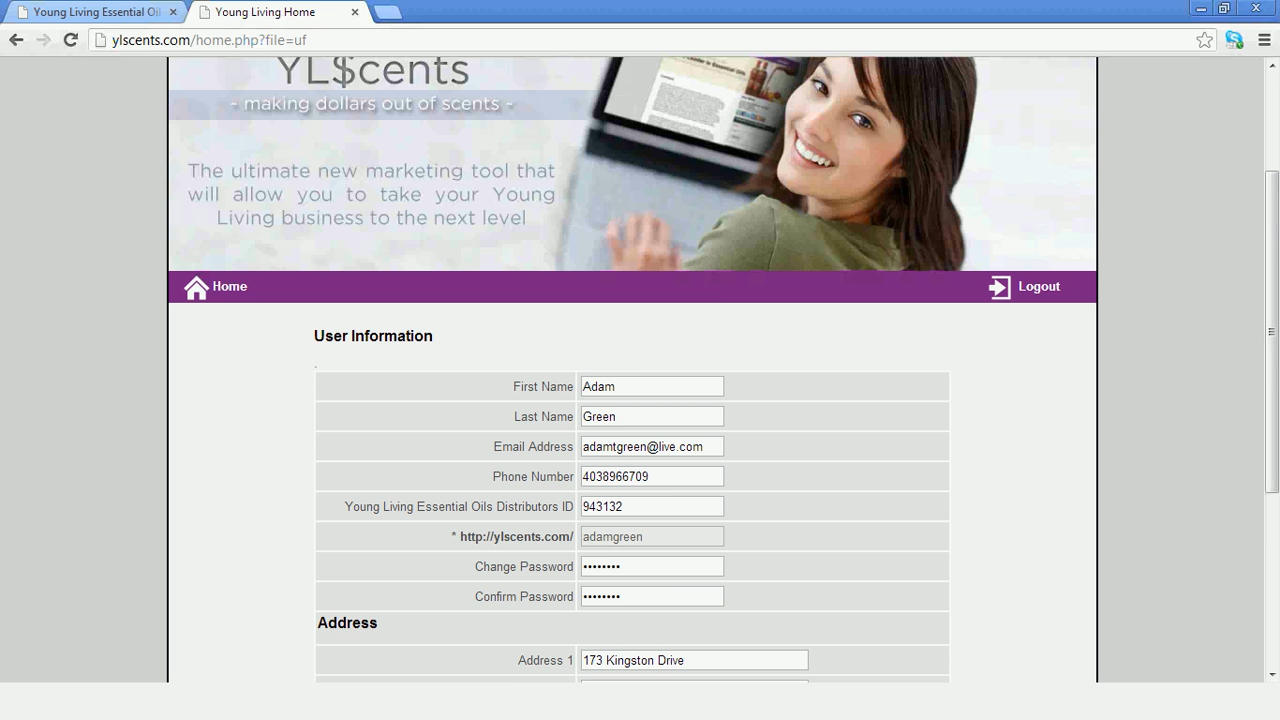 Young Living Essential Oil
Young Living Home
ylscents.com/home.php?file=uf
YL$cents
~ making dollars out of scents ~
The ultimate new marketing tool that
will allow you to take your Young
Living business to the next level
Home
Logout
User Information
First Name Adam
Last Name Green
Email Address adamtgreen@live.com
Phone Number 4038966709
Young Living Essential Oils Distributors ID 943132
* http://ylscents.com/ adamgreen
Change Password ••••••••
Confirm Password ••••••••
Address
Address 1 173 Kingston Drive